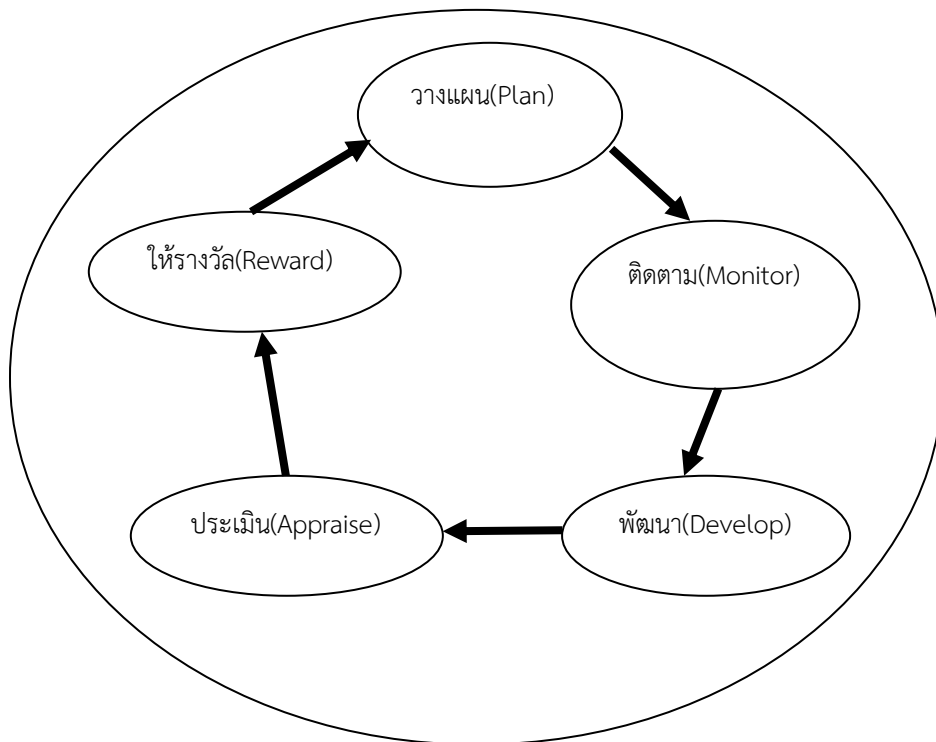 วางแผน(Plan)
ติดตาม(Monitor)
พัฒนา(Develop)
ประเมิน(Appraise)
ให้รางวัล(Reward)